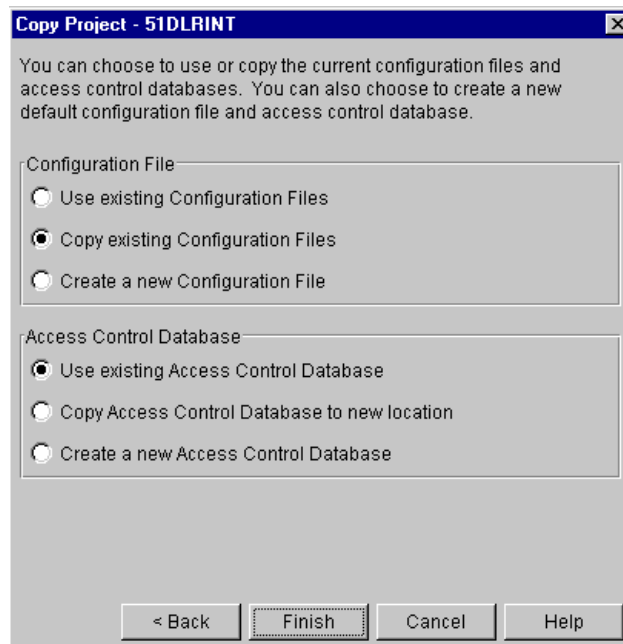 Copy Project - 51DLRINT
You can choose to use or copy the current configuration files and
access control databases. You can also choose to create a new
default configuration file and access control database.
Configuration File
Use existing Configuration Files
Copy existing Configuration Files
Create a new Configuration File
Access Control Database
Use existing Access Control Database
Copy Access Control Database to new location
Create a new Access Control Database
< Back Finish Cancel Help